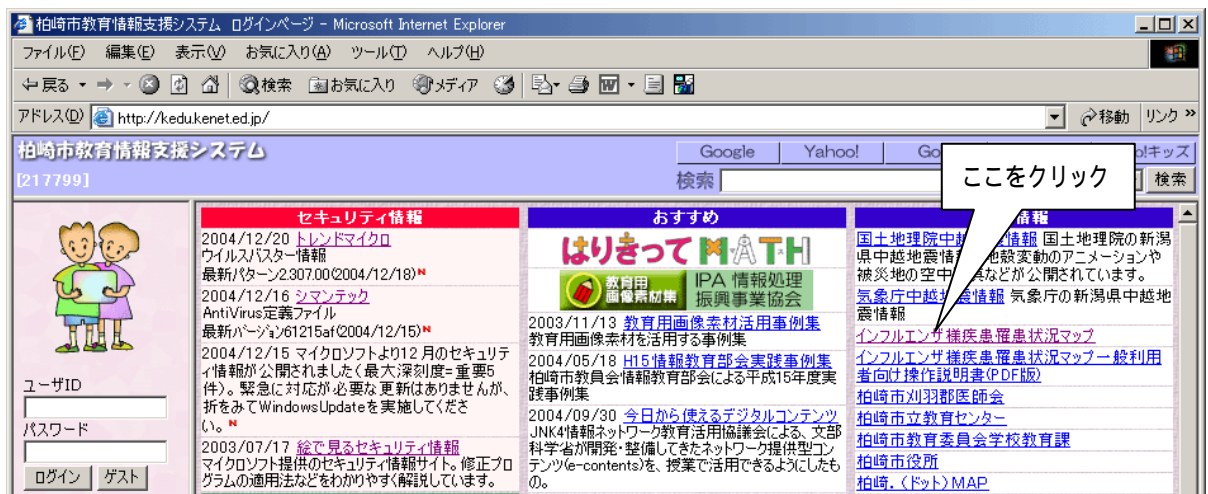 柏崎市教育情報支援システム ログインページ - Microsoft Internet Explorer
ファイル(F) 編集(E) 表示(V) お気に入り(A) ツール(T) ヘルプ(H)
戻る 検索 お気に入り メディア
アドレス(D) http://kedu.kenet.ed.jp/ 移動 リンク »
柏崎市教育情報支援システム
Google Yahoo! Go o!キッズ
[217799]
検索 検索
ここをクリック
ユーザID
パスワード
ログイン ゲスト
セキュリティ情報
2004/12/20 トレンドマイクロ
ウイルスバスター情報
最新パターン2.307.00(2004/12/18)N
2004/12/16 シマンテック
AntiVirus定義ファイル
最新バージョン61215af(2004/12/15)N
2004/12/15 マイクロソフトより12月のセキュリテ
ィ情報が公開されました(最大深刻度=重要5
件)。緊急に対応が必要な更新はありませんが、
折をみてWindowsUpdateを実施してくださ
い。N
2003/07/17 絵で見るセキュリティ情報
マイクロソフト提供のセキュリティ情報サイト。修正プロ
グラムの適用法などをわかりやすく解説しています。
おすすめ
はりきって MATH
教育用
画像素材集
IPA 情報処理
振興事業協会
2003/11/13 教育用画像素材活用事例集
教育用画像素材を活用する事例集
2004/05/18 H15情報教育部会実践事例集
柏崎市教員会情報教育部会による平成15年度実
践事例集
2004/09/30 今日から使えるデジタルコンテンツ
JNK4情報ネットワーク教育活用協議会による、文部
科学省が開発・整備してきたネットワーク提供型コン
テンツ(e-contents)を、授業で活用できるようにしたも
の。
情報
国土地理院中越 情報 国土地理院の新潟
県中越地震情 地殻変動のアニメーションや
被災地の空中 などが公開されています。
気象庁中越地震情報 気象庁の新潟県中越地
震情報
インフルエンザ様疾患罹患状況マップ
インフルエンザ様疾患罹患状況マップ一般利用
者向け操作説明書(PDF版)
柏崎市刈羽郡医師会
柏崎市立教育センター
柏崎市教育委員会学校教育課
柏崎市役所
柏崎.(ドット)MAP